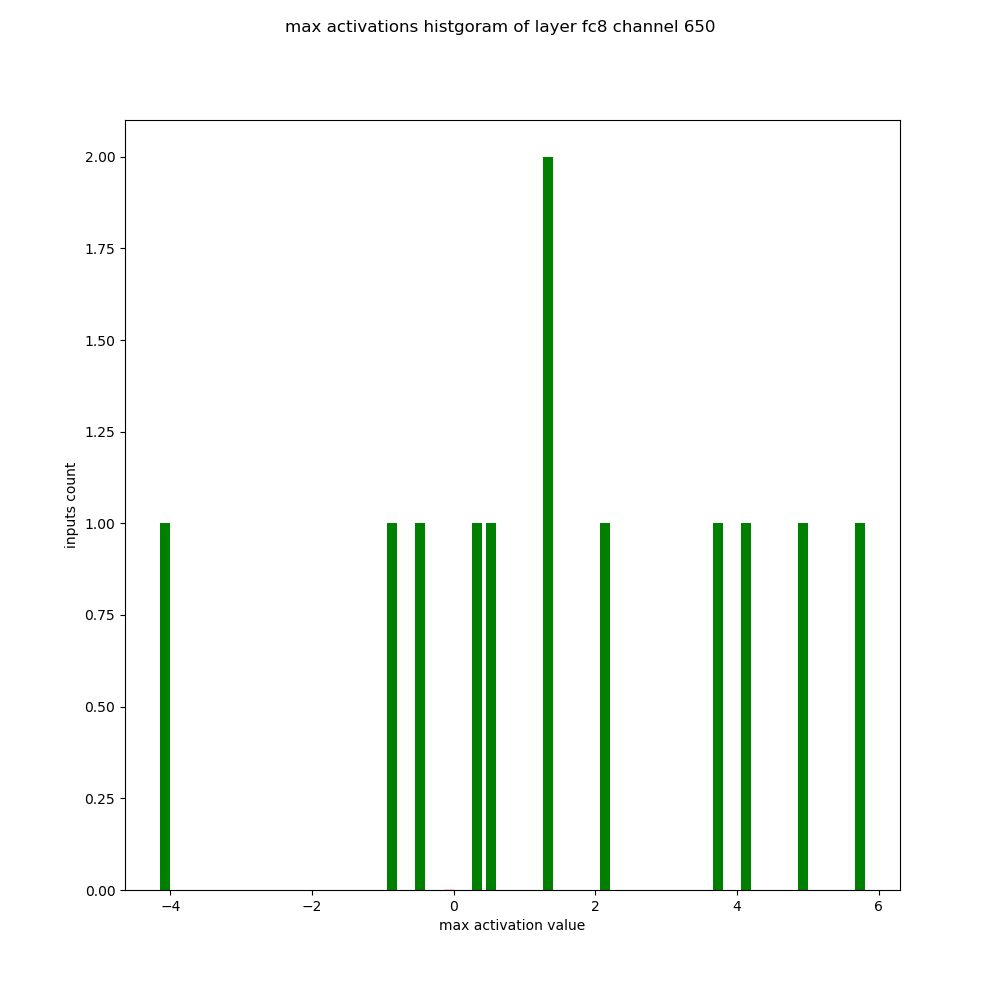 max activations histgoram of layer fc8 channel 650
2.00
1.75
1.50
1.25
1.00
0.75
0.50
0.25
0.00
inputs count
−4 −2 0 2 4 6
max activation value